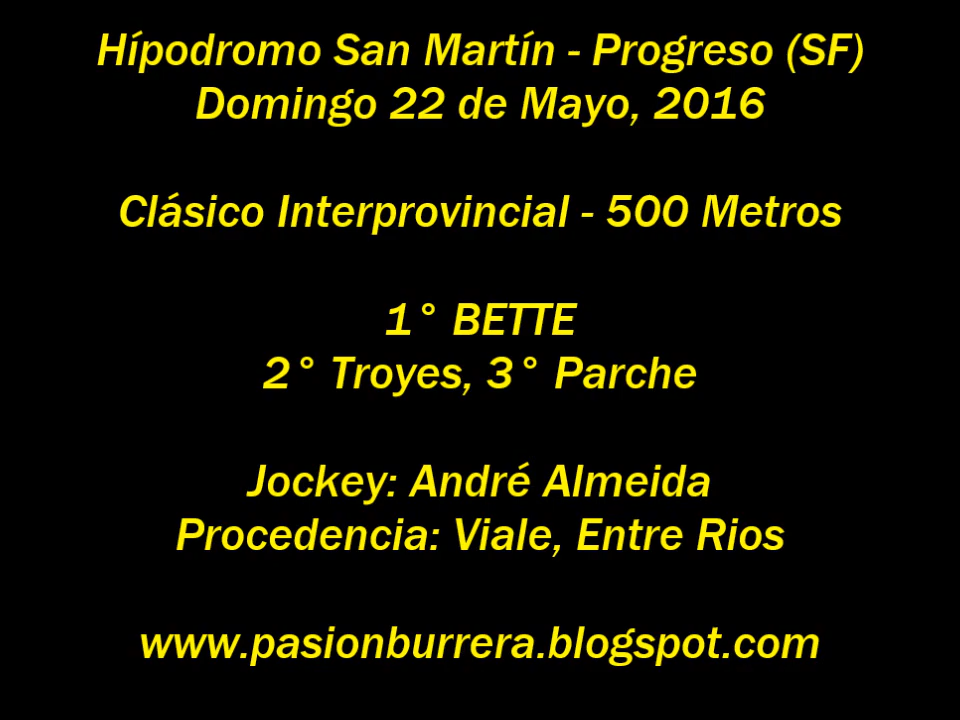 Hípodromo San Martín - Progreso (SF)
Domingo 22 de Mayo, 2016
Clásico Interprovincial - 500 Metros
1° BETTE
2° Troyes, 3° Parche
Jockey: André Almeida
Procedencia: Viale, Entre Rios
www.pasionburrera.blogspot.com